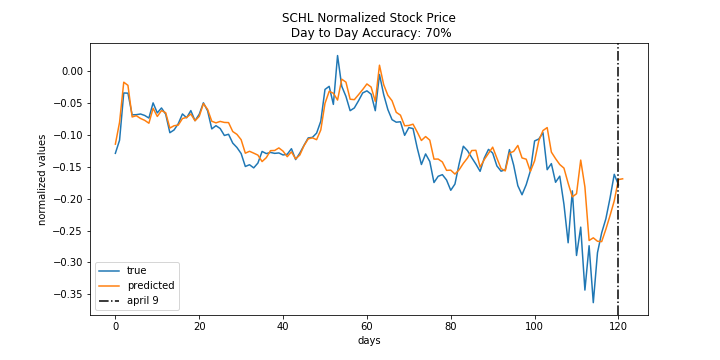 SCHL Normalized Stock Price
Day to Day Accuracy: 70%
normalized values
0.00
−0.05
−0.10
−0.15
−0.20
−0.25
−0.30
−0.35
true
predicted
april 9
0 20 40 60 80 100 120
days